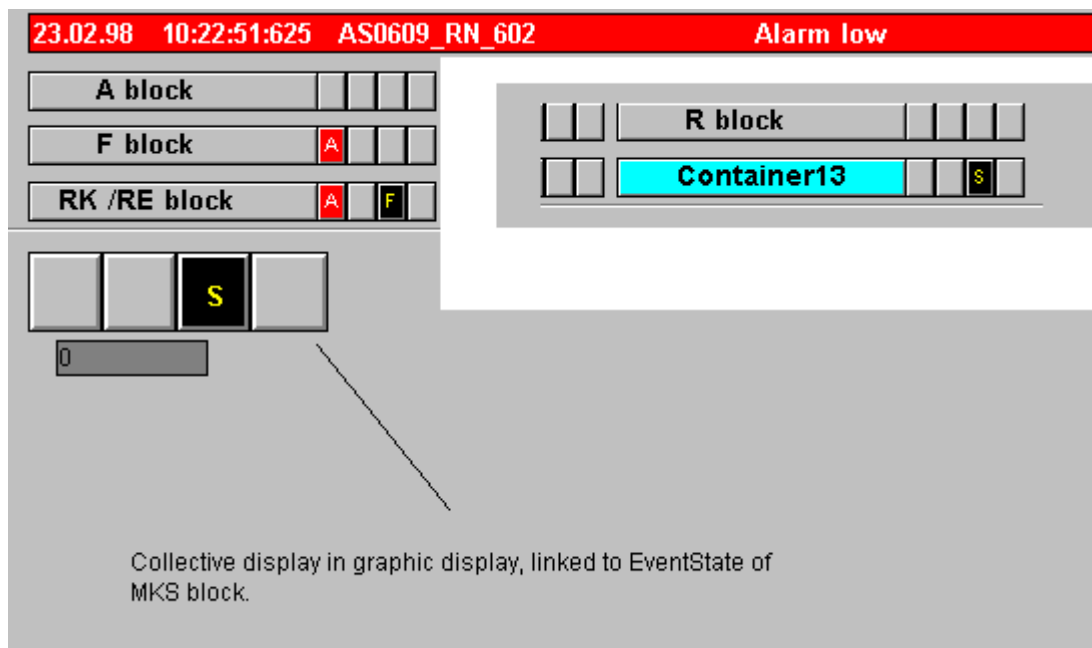 23.02.98 10:22:51:625 AS0609_RN_602 Alarm low
A block
F block A
RK /RE block A F
R block
Container13 S
S
0
Collective display in graphic display, linked to EventState of
MKS block.